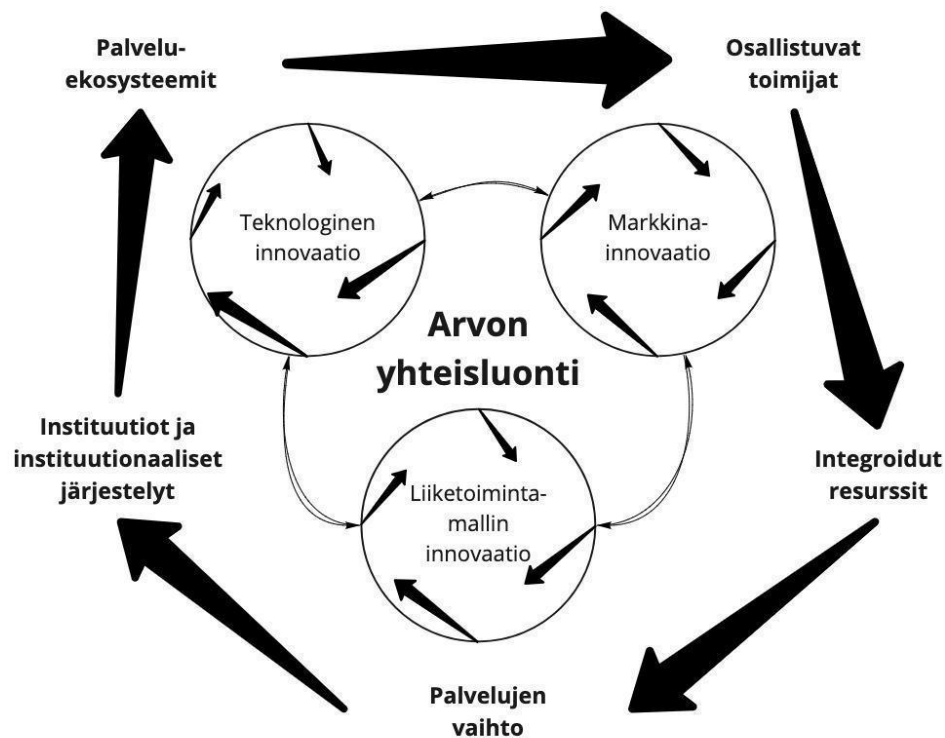 Palvelu-
ekosysteemit
Osallistuvat
toimijat
Teknologinen
innovaatio
Markkina-
innovaatio
Arvon
yhteisluonti
Instituutiot ja
instituutionaaliset
järjestelyt
Integroidut
resurssit
Liiketoiminta-
mallin
innovaatio
Palvelujen
vaihto